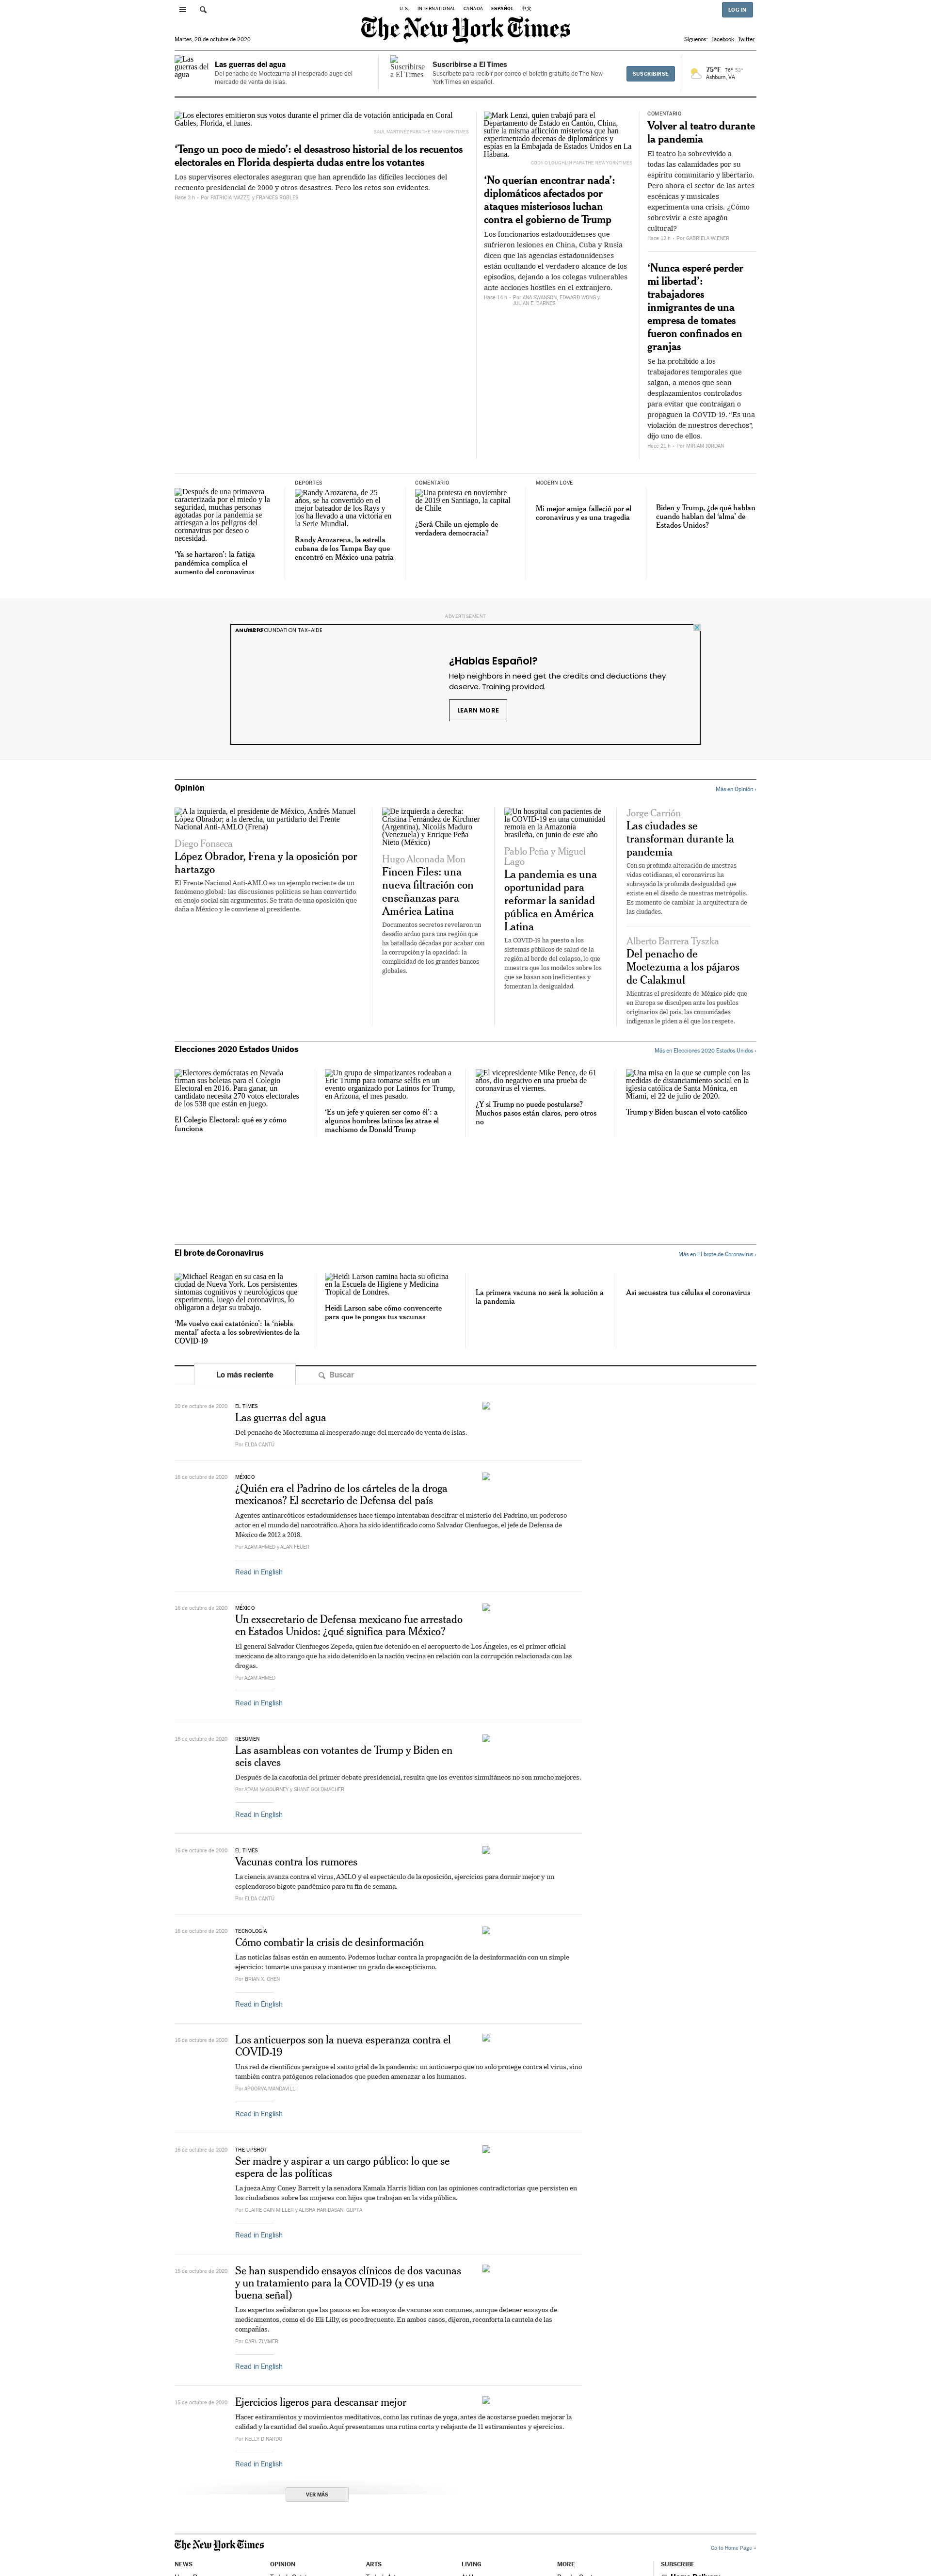 U.S. INTERNATIONAL CANADA ESPAÑOL 中文
LOG IN
The New York Times
Martes, 20 de octubre de 2020
Síguenos: Facebook Twitter
Las guerras del agua
Las guerras del agua
Del penacho de Moctezuma al inesperado auge del
mercado de venta de islas.
Suscribirse a El Times
Suscribirse a El Times
Suscríbete para recibir por correo el boletín gratuito de The New
York Times en español.
SUSCRIBIRSE
75°F 76° 55°
Ashburn, VA
Los electores emitieron sus votos durante el primer día de votación anticipada en Coral
Gables, Florida, el lunes.
SAUL MARTINEZ PARA THE NEW YORK TIMES
‘Tengo un poco de miedo’: el desastroso historial de los recuentos
electorales en Florida despierta dudas entre los votantes
Los supervisores electorales aseguran que han aprendido las difíciles lecciones del
recuento presidencial de 2000 y otros desastres. Pero los retos son evidentes.
Hace 2 h - Por PATRICIA MAZZEI y FRANCES ROBLES
Mark Lenzi, quien trabajó para el
Departamento de Estado en Cantón, China,
sufre la misma aflicción misteriosa que han
experimentado decenas de diplomáticos y
espías en la Embajada de Estados Unidos en La
Habana.
CODY O'LOUGHLIN PARA THE NEW YORK TIMES
‘No querían encontrar nada’:
diplomáticos afectados por
ataques misteriosos luchan
contra el gobierno de Trump
Los funcionarios estadounidenses que
sufrieron lesiones en China, Cuba y Rusia
dicen que las agencias estadounidenses
están ocultando el verdadero alcance de los
episodios, dejando a los colegas vulnerables
ante acciones hostiles en el extranjero.
Hace 14 h - Por ANA SWANSON, EDWARD WONG y
JULIAN E. BARNES
COMENTARIO
Volver al teatro durante
la pandemia
El teatro ha sobrevivido a
todas las calamidades por su
espíritu comunitario y libertario.
Pero ahora el sector de las artes
escénicas y musicales
experimenta una crisis. ¿Cómo
sobrevivir a este apagón
cultural?
Hace 12 h - Por GABRIELA WIENER
‘Nunca esperé perder
mi libertad’:
trabajadores
inmigrantes de una
empresa de tomates
fueron confinados en
granjas
Se ha prohibido a los
trabajadores temporales que
salgan, a menos que sean
desplazamientos controlados
para evitar que contraigan o
propaguen la COVID-19. “Es una
violación de nuestros derechos”,
dijo uno de ellos.
Hace 21 h - Por MIRIAM JORDAN
Después de una primavera
caracterizada por el miedo y la
seguridad, muchas personas
agotadas por la pandemia se
arriesgan a los peligros del
coronavirus por deseo o
necesidad.
‘Ya se hartaron’: la fatiga
pandémica complica el
aumento del coronavirus
DEPORTES
Randy Arozarena, de 25
años, se ha convertido en el
mejor bateador de los Rays y
los ha llevado a una victoria en
la Serie Mundial.
Randy Arozarena, la estrella
cubana de los Tampa Bay que
encontró en México una patria
COMENTARIO
Una protesta en noviembre
de 2019 en Santiago, la capital
de Chile
¿Será Chile un ejemplo de
verdadera democracia?
MODERN LOVE
Mi mejor amiga falleció por el
coronavirus y es una tragedia
Biden y Trump, ¿de qué hablan
cuando hablan del ‘alma’ de
Estados Unidos?
ADVERTISEMENT
FOUNDATION TAX-AIDE
¿Hablas Español?
Help neighbors in need get the credits and deductions they
deserve. Training provided.
LEARN MORE
Opinión
Más en Opinión ›
A la izquierda, el presidente de México, Andrés Manuel
López Obrador; a la derecha, un partidario del Frente
Nacional Anti-AMLO (Frena)
Diego Fonseca
López Obrador, Frena y la oposición por
hartazgo
El Frente Nacional Anti-AMLO es un ejemplo reciente de un
fenómeno global: las discusiones políticas se han convertido
en enojo social sin argumentos. Se trata de una oposición que
daña a México y le conviene al presidente.
De izquierda a derecha:
Cristina Fernández de Kirchner
(Argentina), Nicolás Maduro
(Venezuela) y Enrique Peña
Nieto (México)
Hugo Alconada Mon
Fincen Files: una
nueva filtración con
enseñanzas para
América Latina
Documentos secretos revelaron un
desafío arduo para una región que
ha batallado décadas por acabar con
la corrupción y la opacidad: la
complicidad de los grandes bancos
globales.
Un hospital con pacientes de
la COVID-19 en una comunidad
remota en la Amazonia
brasileña, en junio de este año
Pablo Peña y Miguel
Lago
La pandemia es una
oportunidad para
reformar la sanidad
pública en América
Latina
La COVID-19 ha puesto a los
sistemas públicos de salud de la
región al borde del colapso, lo que
muestra que los modelos sobre los
que se basan son ineficientes y
fomentan la desigualdad.
Jorge Carrión
Las ciudades se
transforman durante la
pandemia
Con su profunda alteración de nuestras
vidas cotidianas, el coronavirus ha
subrayado la profunda desigualdad que
existe en el diseño de nuestras metrópolis.
Es momento de cambiar la arquitectura de
las ciudades.
Alberto Barrera Tyszka
Del penacho de
Moctezuma a los pájaros
de Calakmul
Mientras el presidente de México pide que
en Europa se disculpen ante los pueblos
originarios del país, las comunidades
indígenas le piden a él que los respete.
Elecciones 2020 Estados Unidos
Más en Elecciones 2020 Estados Unidos ›
Electores demócratas en Nevada
firman sus boletas para el Colegio
Electoral en 2016. Para ganar, un
candidato necesita 270 votos electorales
de los 538 que están en juego.
El Colegio Electoral: qué es y cómo
funciona
Un grupo de simpatizantes rodeaban a
Eric Trump para tomarse selfis en un
evento organizado por Latinos for Trump,
en Arizona, el mes pasado.
‘Es un jefe y quieren ser como él’: a
algunos hombres latinos les atrae el
machismo de Donald Trump
El vicepresidente Mike Pence, de 61
años, dio negativo en una prueba de
coronavirus el viernes.
¿Y si Trump no puede postularse?
Muchos pasos están claros, pero otros
no
Una misa en la que se cumple con las
medidas de distanciamiento social en la
iglesia católica de Santa Mónica, en
Miami, el 22 de julio de 2020.
Trump y Biden buscan el voto católico
El brote de Coronavirus
Más en El brote de Coronavirus ›
Michael Reagan en su casa en la
ciudad de Nueva York. Los persistentes
síntomas cognitivos y neurológicos que
experimenta, luego del coronavirus, lo
obligaron a dejar su trabajo.
‘Me vuelvo casi catatónico’: la ‘niebla
mental’ afecta a los sobrevivientes de la
COVID-19
Heidi Larson camina hacia su oficina
en la Escuela de Higiene y Medicina
Tropical de Londres.
Heidi Larson sabe cómo convencerte
para que te pongas tus vacunas
La primera vacuna no será la solución a
la pandemia
Así secuestra tus células el coronavirus
Lo más reciente
Buscar
20 de octubre de 2020
EL TIMES
Las guerras del agua
Del penacho de Moctezuma al inesperado auge del mercado de venta de islas.
Por ELDA CANTÚ
16 de octubre de 2020
MÉXICO
¿Quién era el Padrino de los cárteles de la droga
mexicanos? El secretario de Defensa del país
Agentes antinarcóticos estadounidenses hace tiempo intentaban descifrar el misterio del Padrino, un poderoso
actor en el mundo del narcotráfico. Ahora ha sido identificado como Salvador Cienfuegos, el jefe de Defensa de
México de 2012 a 2018.
Por AZAM AHMED y ALAN FEUER
Read in English
16 de octubre de 2020
MÉXICO
Un exsecretario de Defensa mexicano fue arrestado
en Estados Unidos: ¿qué significa para México?
El general Salvador Cienfuegos Zepeda, quien fue detenido en el aeropuerto de Los Ángeles, es el primer oficial
mexicano de alto rango que ha sido detenido en la nación vecina en relación con la corrupción relacionada con las
drogas.
Por AZAM AHMED
Read in English
16 de octubre de 2020
RESUMEN
Las asambleas con votantes de Trump y Biden en
seis claves
Después de la cacofonía del primer debate presidencial, resulta que los eventos simultáneos no son mucho mejores.
Por ADAM NAGOURNEY y SHANE GOLDMACHER
Read in English
16 de octubre de 2020
EL TIMES
Vacunas contra los rumores
La ciencia avanza contra el virus, AMLO y el espectáculo de la oposición, ejercicios para dormir mejor y un
esplendoroso bigote pandémico para tu fin de semana.
Por ELDA CANTÚ
16 de octubre de 2020
TECNOLOGÍA
Cómo combatir la crisis de desinformación
Las noticias falsas están en aumento. Podemos luchar contra la propagación de la desinformación con un simple
ejercicio: tomarte una pausa y mantener un grado de escepticismo.
Por BRIAN X. CHEN
Read in English
16 de octubre de 2020
Los anticuerpos son la nueva esperanza contra el
COVID-19
Una red de científicos persigue el santo grial de la pandemia: un anticuerpo que no solo protege contra el virus, sino
también contra patógenos relacionados que pueden amenazar a los humanos.
Por APOORVA MANDAVILLI
Read in English
16 de octubre de 2020
THE UPSHOT
Ser madre y aspirar a un cargo público: lo que se
espera de las políticas
La jueza Amy Coney Barrett y la senadora Kamala Harris lidian con las opiniones contradictorias que persisten en
los ciudadanos sobre las mujeres con hijos que trabajan en la vida pública.
Por CLAIRE CAIN MILLER y ALISHA HARIDASANI GUPTA
Read in English
15 de octubre de 2020
Se han suspendido ensayos clínicos de dos vacunas
y un tratamiento para la COVID-19 (y es una
buena señal)
Los expertos señalaron que las pausas en los ensayos de vacunas son comunes, aunque detener ensayos de
medicamentos, como el de Eli Lilly, es poco frecuente. En ambos casos, dijeron, reconforta la cautela de las
compañías.
Por CARL ZIMMER
Read in English
15 de octubre de 2020
Ejercicios ligeros para descansar mejor
Hacer estiramientos y movimientos meditativos, como las rutinas de yoga, antes de acostarse pueden mejorar la
calidad y la cantidad del sueño. Aquí presentamos una rutina corta y relajante de 11 estiramientos y ejercicios.
Por KELLY DINARDO
Read in English
VER MÁS
The New York Times
Go to Home Page »
NEWS OPINION ARTS LIVING MORE SUBSCRIBE